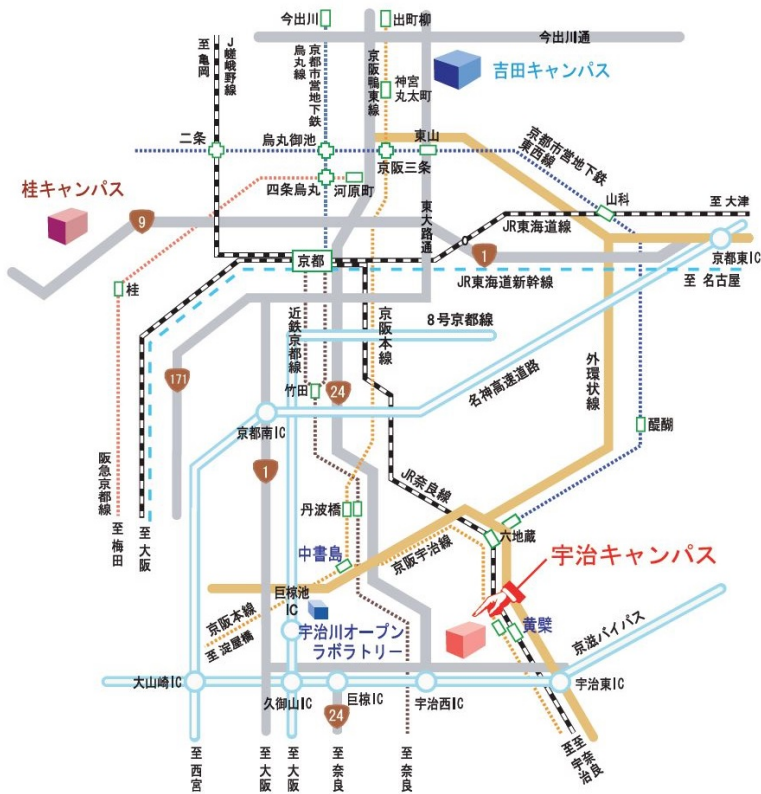 今出川
出町柳
今出川通
至亀岡
JR嵯峨野線
京都市営地下鉄
烏丸線
京阪鴨東線
神宮
丸太町
吉田キャンパス
二条
烏丸御池
京阪三条
東山
京都市営地下鉄
東西線
桂キャンパス
四条烏丸
河原町
山科
至 大津
9
東大路通
JR東海道線
1
京都
京都東IC
JR東海道新幹線
至 名古屋
桂
近鉄京都線
京阪本線
8号京都線
外環状線
171
竹田
24
名神高速道路
京都南IC
醍醐
阪急京都線
至梅田
至大阪
1
JR奈良線
丹波橋
六地蔵
中書島
京阪宇治線
宇治キャンパス
巨椋池
IC
京阪本線
至 淀屋橋
宇治川オープン
ラボラトリー
黄檗
京滋バイパス
大山崎IC
久御山IC
巨椋IC
宇治西IC
宇治東IC
24
至西宮
至大阪
至大阪
至奈良
至奈良
至宇治
至奈良